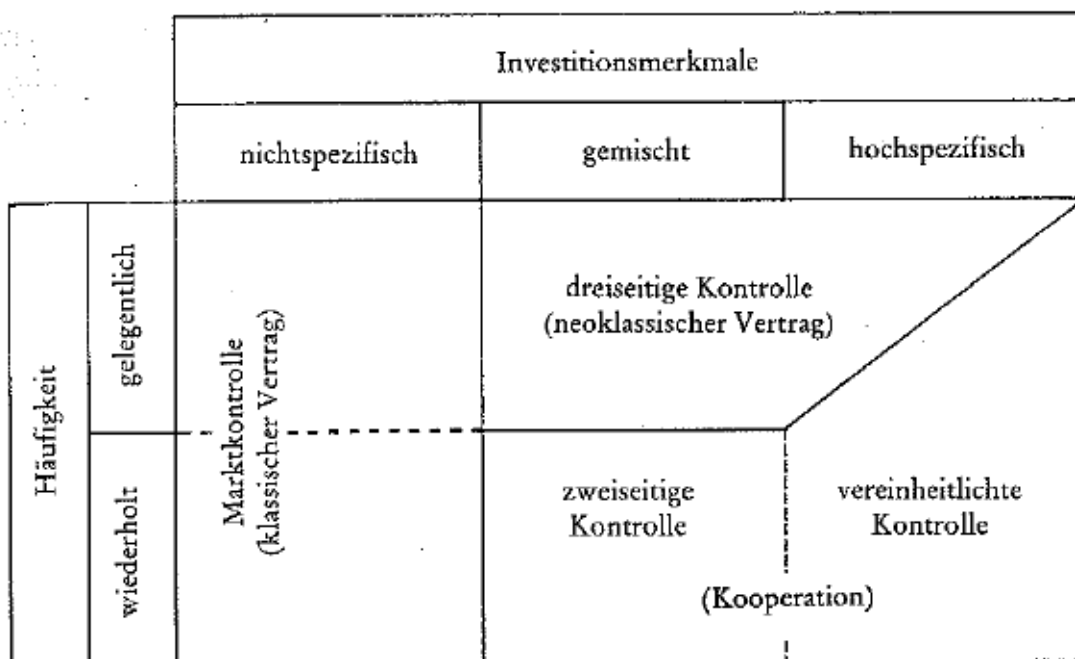 Investitionsmerkmale
nichtspezifisch
gemischt
hochspezifisch
Häufigkeit
gelegentlich
wiederholt
Marktkontrolle
(klassischer Vertrag)
dreiseitige Kontrolle
(neoklassischer Vertrag)
zweiseitige
Kontrolle
vereinheitlichte
Kontrolle
(Kooperation)